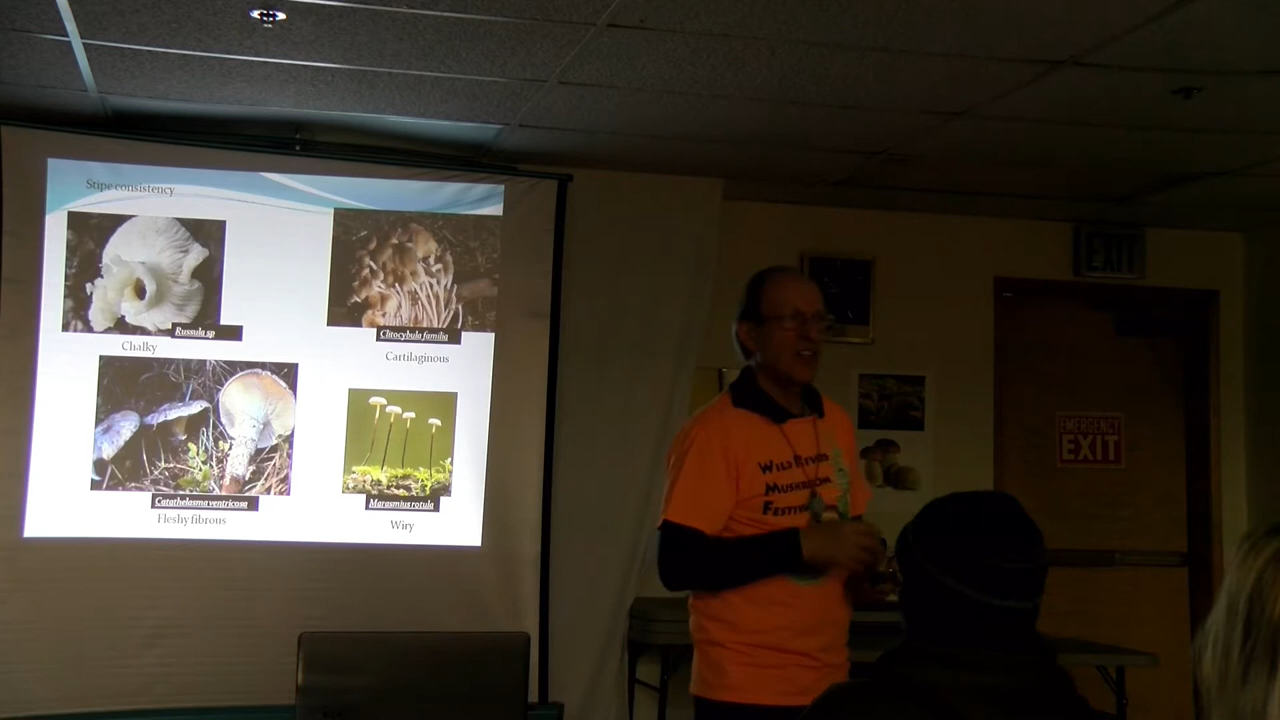 Stipe consistency
Russula sp
Chalky
Clitocybula familia
Cartilaginous
Catathelasma ventricosa
Fleshy fibrous
Marasmius rotula
Wiry
WILD RIVERS
MUSHROOM
FESTIVAL
EXIT
EMERGENCY
EXIT